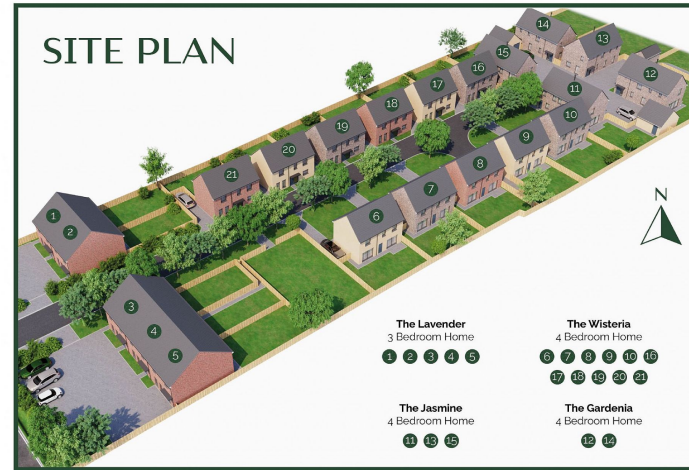 SITE PLAN
14
13
15
12
16
11
17
18
10
19
9
20
8
21
7
6
1
2
3
4
5
N
The Lavender
3 Bedroom Home
1 2 3 4 5
The Wisteria
4 Bedroom Home
6 7 8 9 10 16
17 18 19 20 21
The Jasmine
4 Bedroom Home
11 13 15
The Gardenia
4 Bedroom Home
12 14